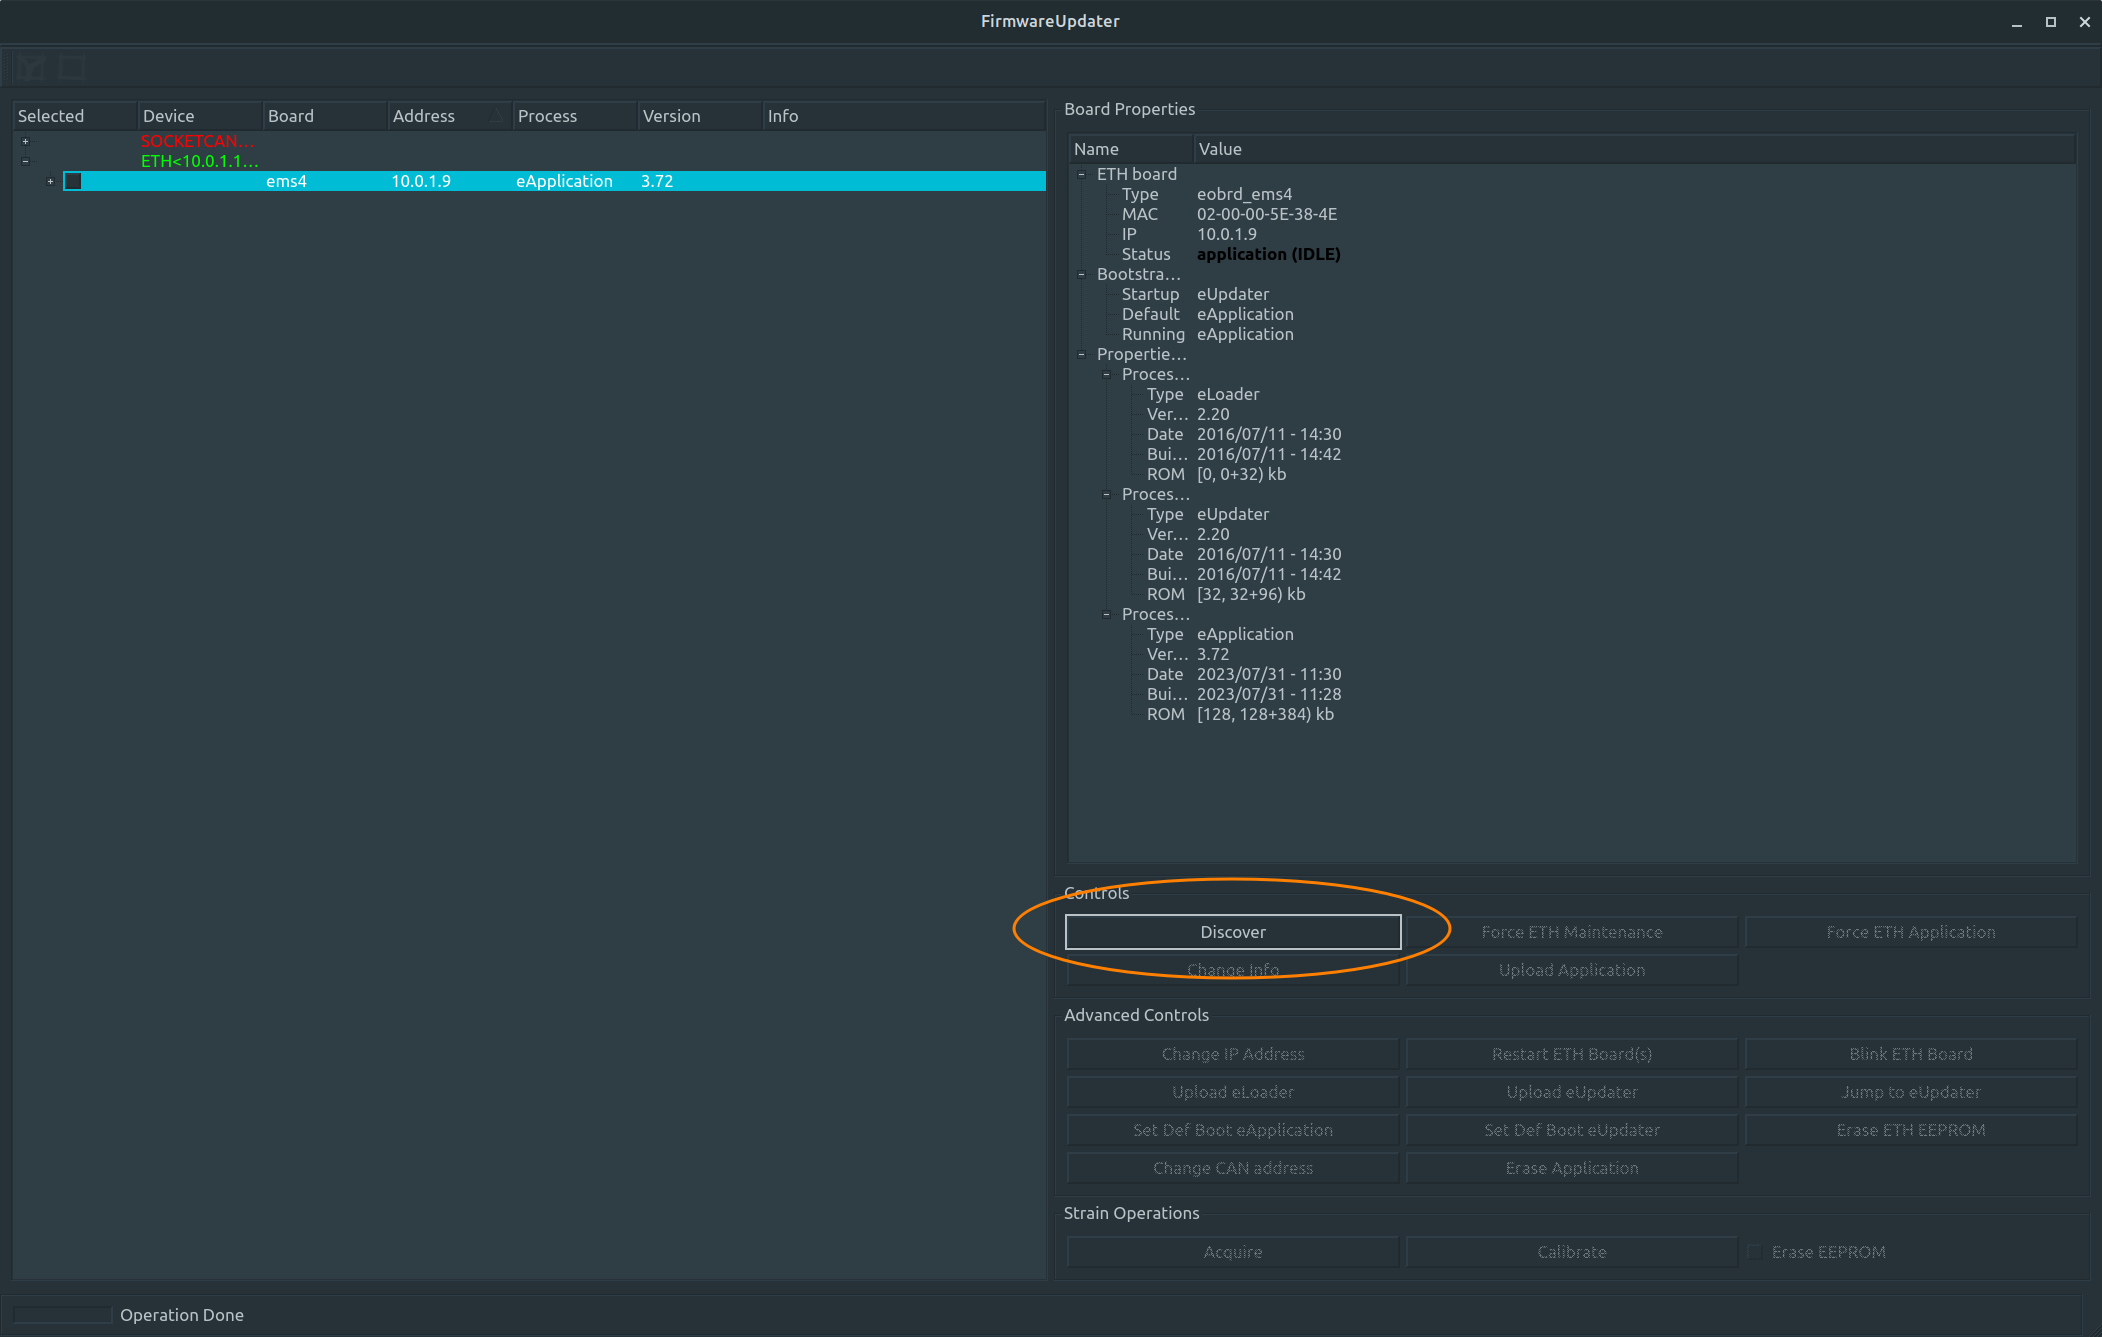 FirmwareUpdater
Selected Device Board Address Process Version Info
SOCKETCAN...
ETH<10.0.1.1...
ems4 10.0.1.9 eApplication 3.72
Board Properties
Name Value
ETH board
Type eobrd_ems4
MAC 02-00-00-5E-38-4E
IP 10.0.1.9
Status application (IDLE)
Bootstra...
Startup eUpdater
Default eApplication
Running eApplication
Propertie...
Proces...
Type eLoader
Ver... 2.20
Date 2016/07/11 - 14:30
Bui... 2016/07/11 - 14:42
ROM [0, 0+32) kb
Proces...
Type eUpdater
Ver... 2.20
Date 2016/07/11 - 14:30
Bui... 2016/07/11 - 14:42
ROM [32, 32+96) kb
Proces...
Type eApplication
Ver... 3.72
Date 2023/07/31 - 11:30
Bui... 2023/07/31 - 11:28
ROM [128, 128+384) kb
Controls
Discover Force ETH Maintenance Force ETH Application
Change Info Upload Application
Advanced Controls
Change IP Address Restart ETH Board(s) Blink ETH Board
Upload eLoader Upload eUpdater Jump to eUpdater
Set Def Boot eApplication Set Def Boot eUpdater Erase ETH EEPROM
Change CAN address Erase Application
Strain Operations
Acquire Calibrate Erase EEPROM
Operation Done